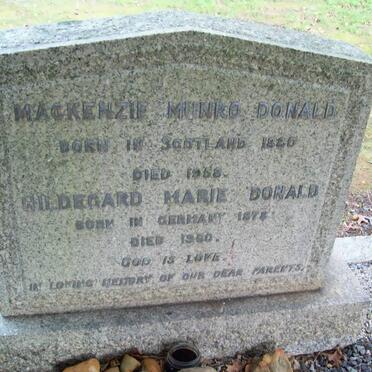 MACKENZIE MUNRO DONALD
BORN IN SCOTLAND 1880
DIED 1958.
HILDEGARD MARIE DONALD
BORN IN GERMANY 1878
DIED 1960.
GOD IS LOVE.
IN LOVING MEMORY OF OUR DEAR PARENTS.